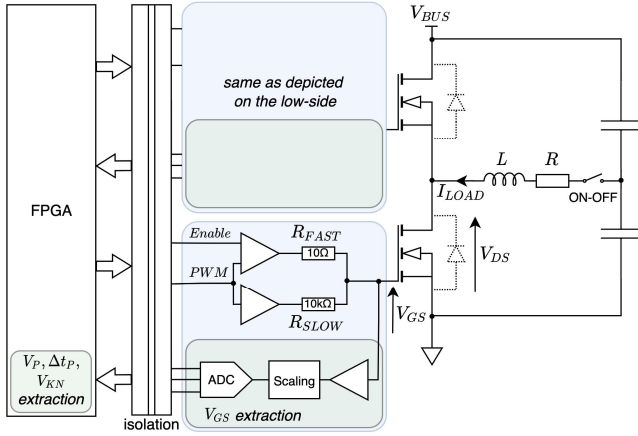 FPGA
V_P, Δt_P,
V_KN
extraction
isolation
same as depicted
on the low-side
Enable
PWM
R_FAST
10Ω
10kΩ
R_SLOW
ADC
Scaling
V_GS extraction
V_GS
V_BUS
L
R
I_LOAD
ON-OFF
V_DS